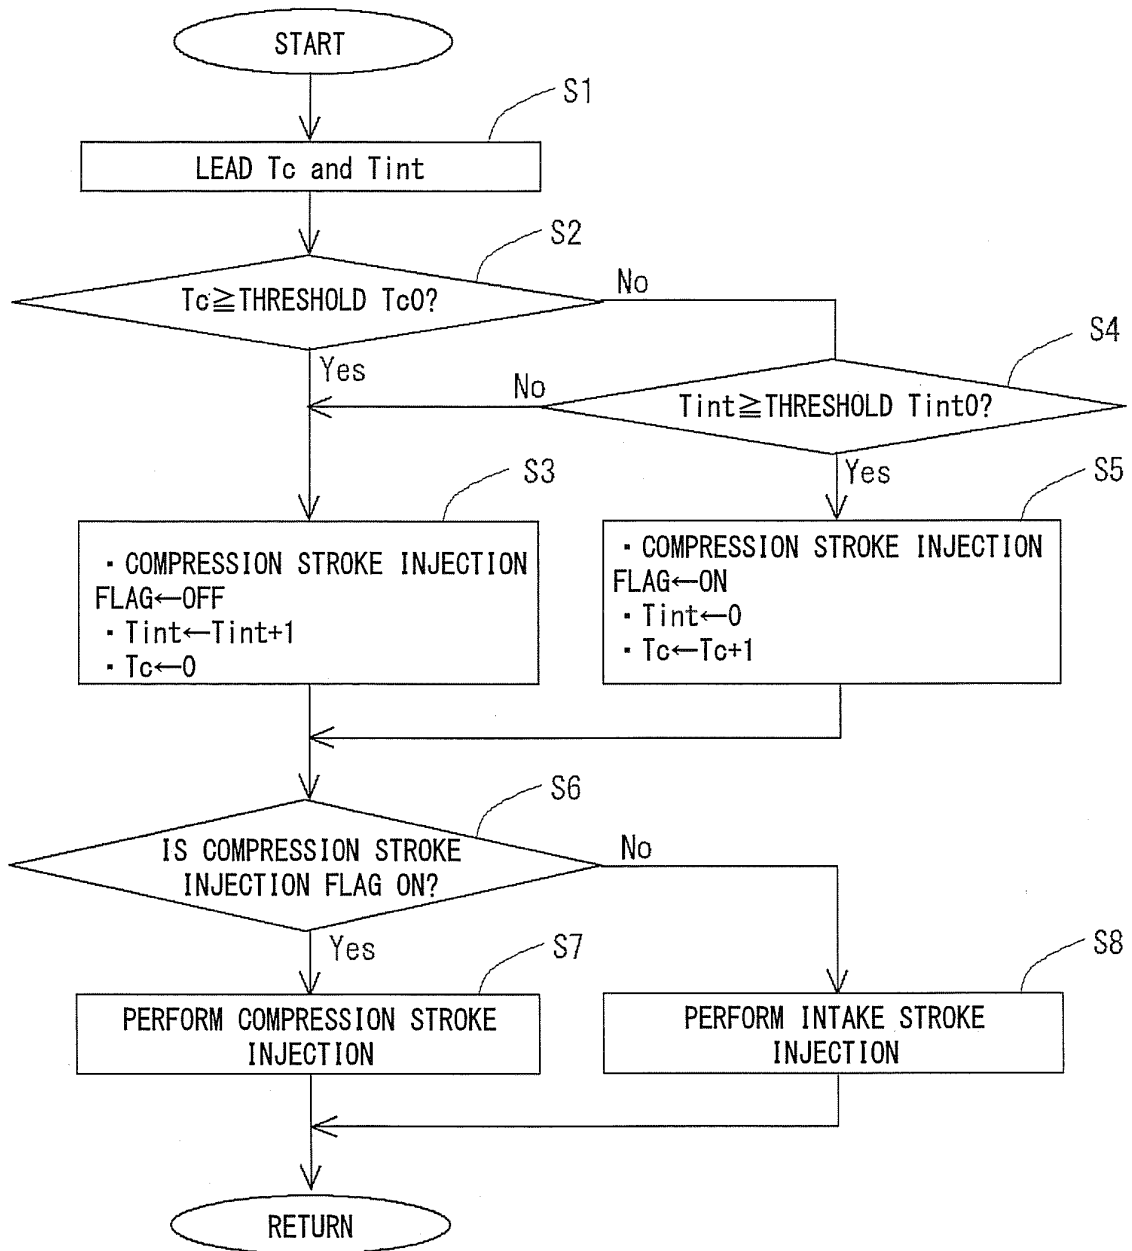 START
S1
LEAD Tc and Tint
S2
Tc≧THRESHOLD Tc0?
No
S4
Yes
No
Tint≧THRESHOLD Tint0?
Yes
S3
S5
・COMPRESSION STROKE INJECTION
FLAG←OFF
・Tint←Tint+1
・Tc←0
・COMPRESSION STROKE INJECTION
FLAG←ON
・Tint←0
・Tc←Tc+1
S6
IS COMPRESSION STROKE
INJECTION FLAG ON?
No
Yes
S7
S8
PERFORM COMPRESSION STROKE
INJECTION
PERFORM INTAKE STROKE
INJECTION
RETURN